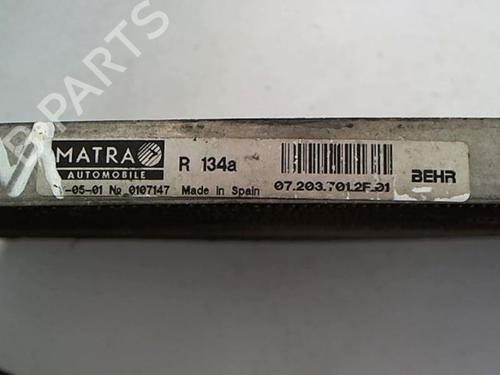 B-PARTS
MATRA
AUTOMOBILE
R 134a
-05-01 No 0107147 Made in Spain
07.203.701.2F.01
BEHR